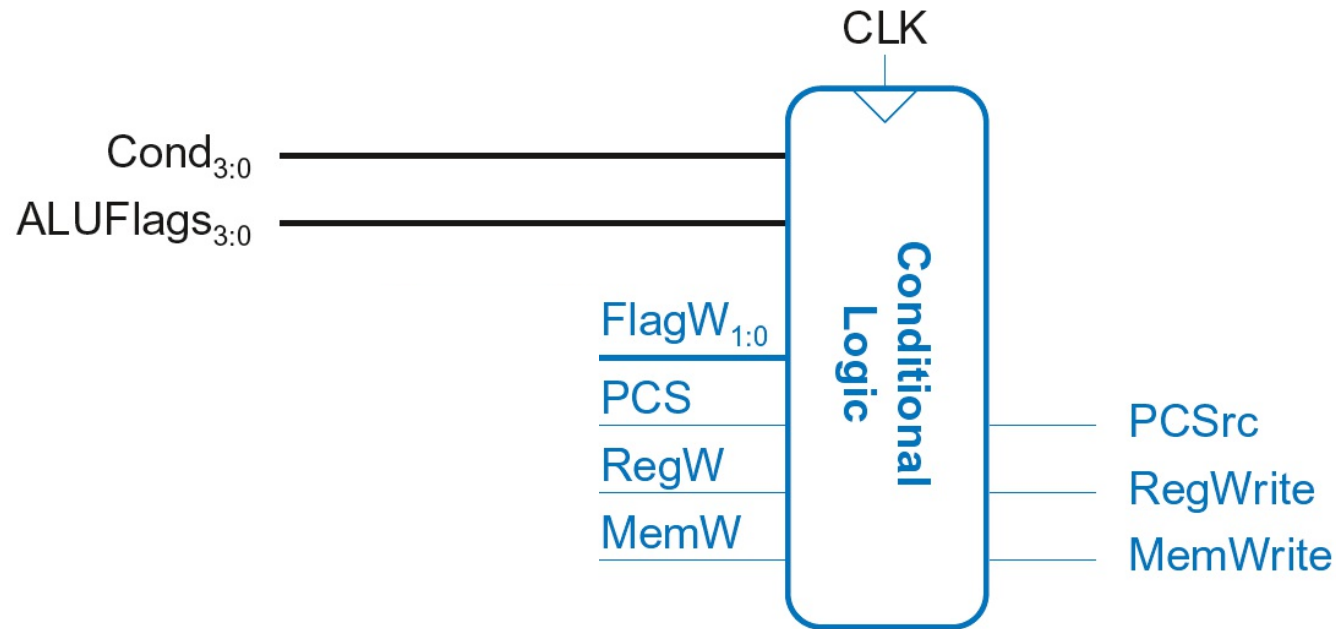 CLK
Cond3:0
ALUFlags3:0
Conditional
Logic
FlagW1:0
PCS
RegW
MemW
PCSrc
RegWrite
MemWrite